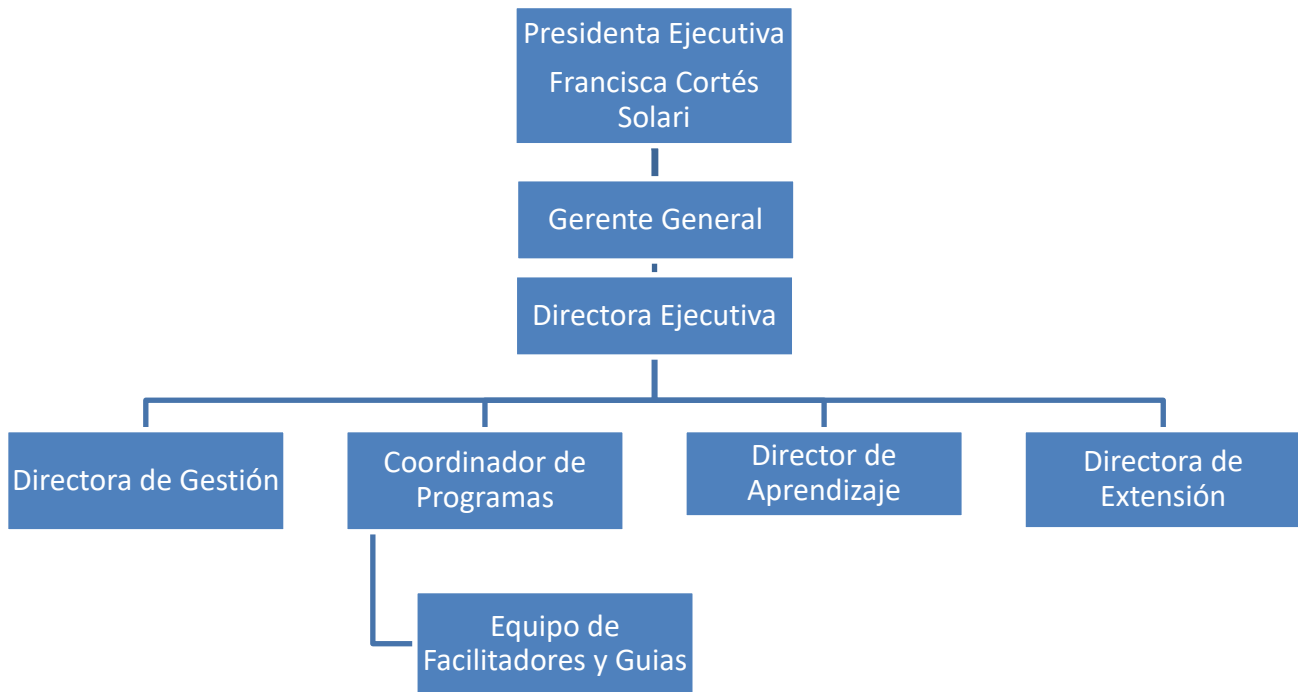 Presidenta Ejecutiva
Francisca Cortés
Solari
Gerente General
Directora Ejecutiva
Directora de Gestión
Coordinador de
Programas
Director de
Aprendizaje
Directora de
Extensión
Equipo de
Facilitadores y Guias